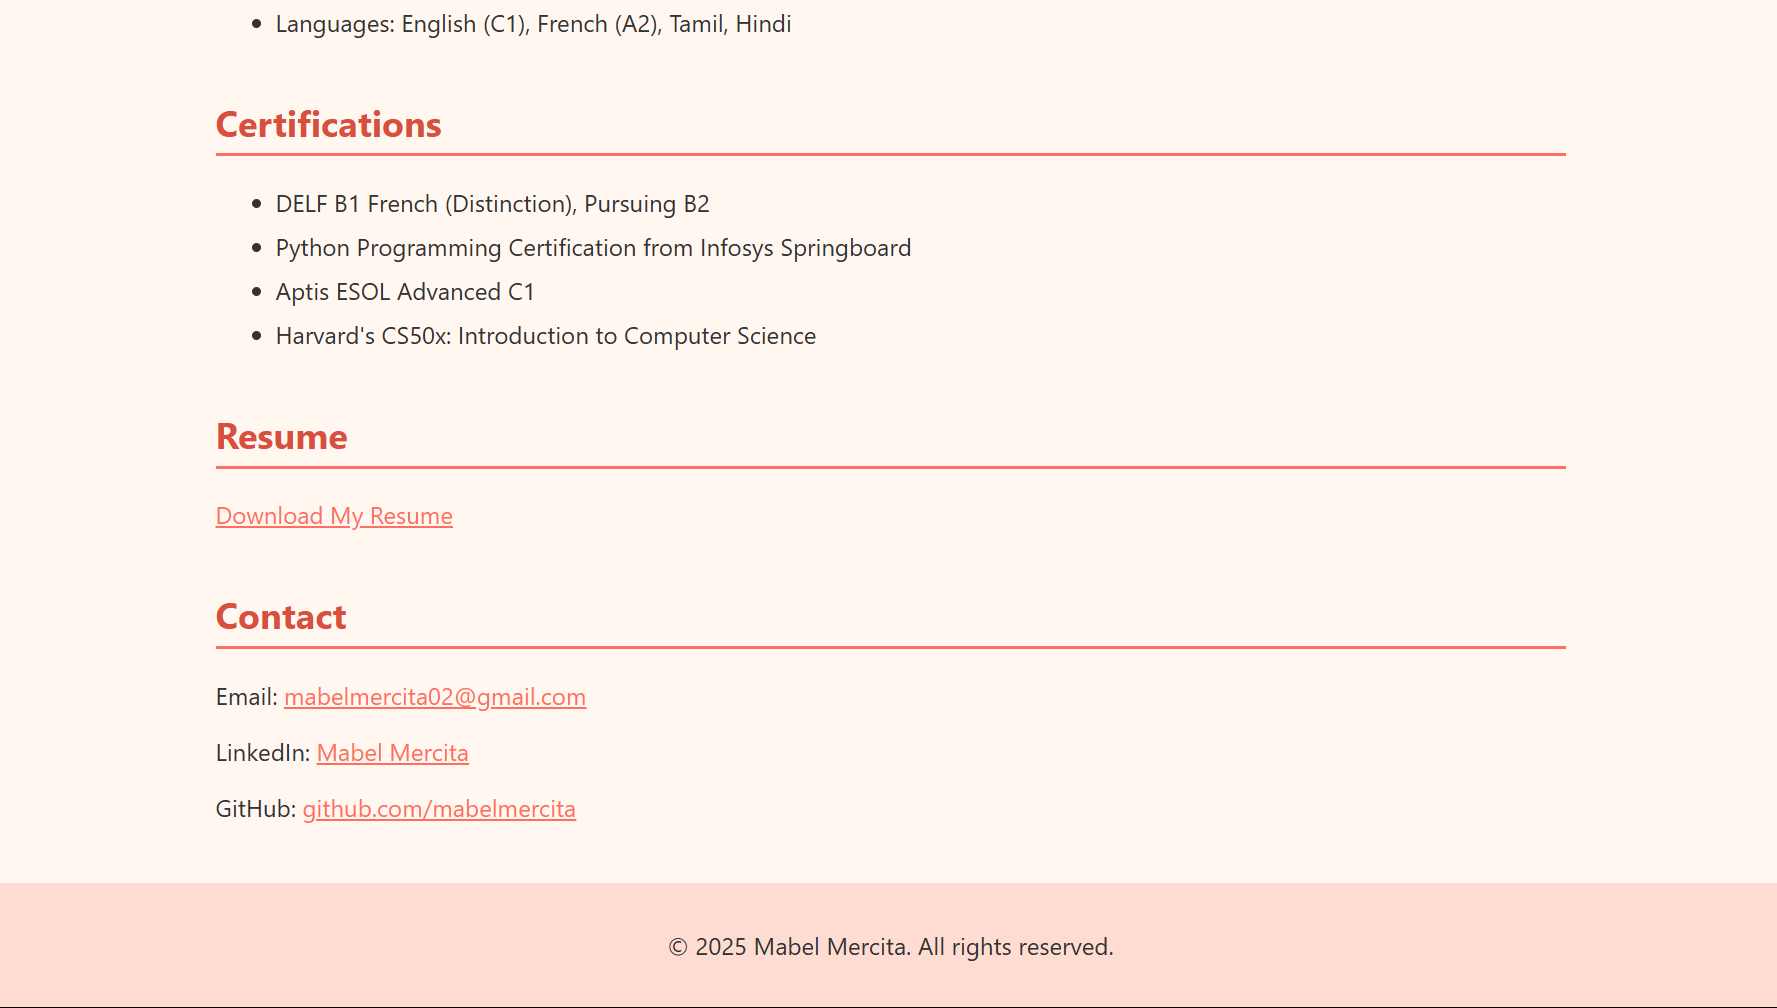 • Languages: English (C1), French (A2), Tamil, Hindi
Certifications
• DELF B1 French (Distinction), Pursuing B2
• Python Programming Certification from Infosys Springboard
• Aptis ESOL Advanced C1
• Harvard's CS50x: Introduction to Computer Science
Resume
Download My Resume
Contact
Email: mabelmercita02@gmail.com
LinkedIn: Mabel Mercita
GitHub: github.com/mabelmercita
© 2025 Mabel Mercita. All rights reserved.